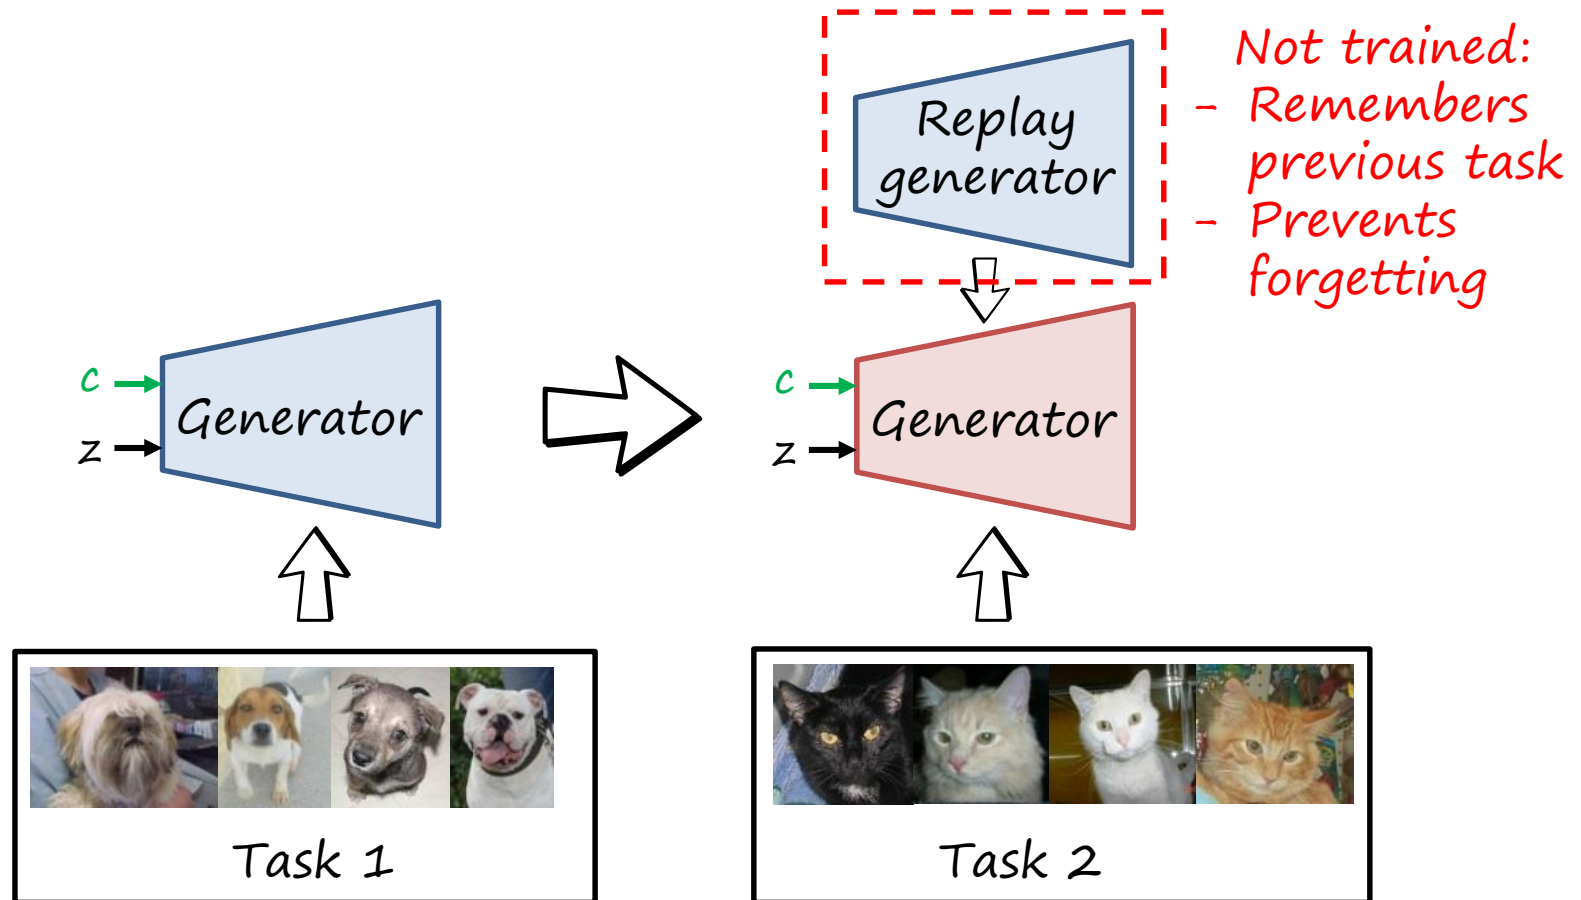 Replay
generator
Not trained:
- Remembers
previous task
- Prevents
forgetting
c
z
Generator
c
z
Generator
Task 1
Task 2